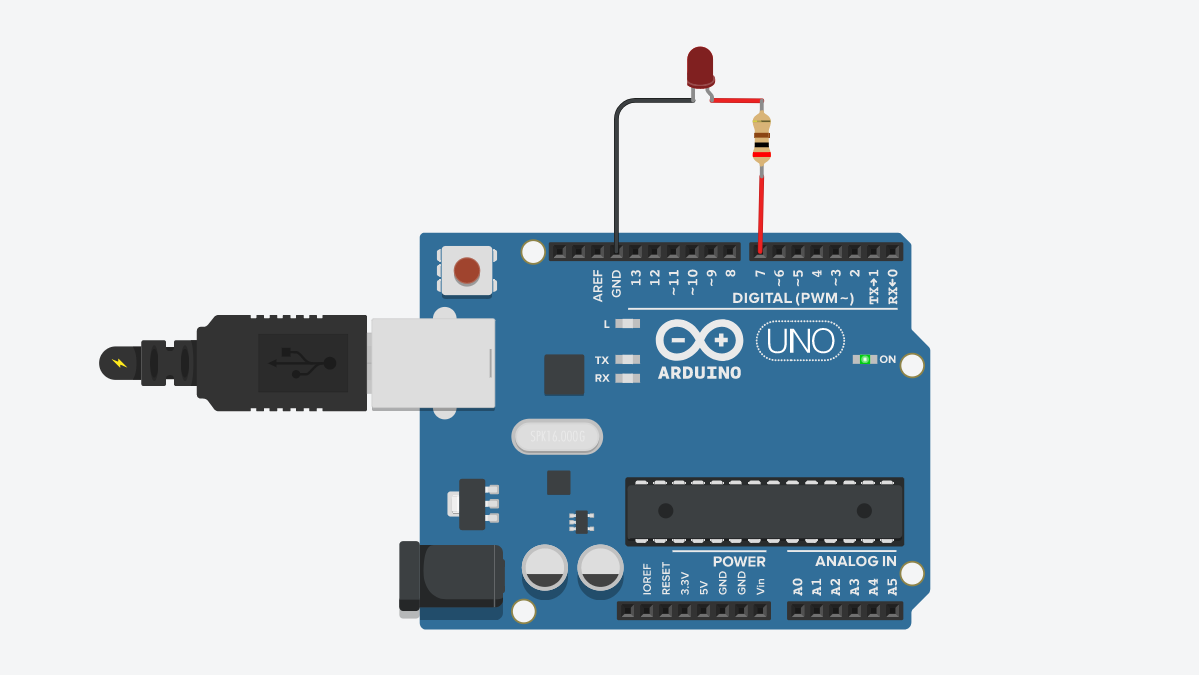 AREF
GND
13
12
~11
~10
~9
8
7
~6
~5
4
~3
2
TX→1
RX←0
DIGITAL (PWM~)
L
TX
RX
ARDUINO
UNO
ON
SPK16.000G
POWER
ANALOG IN
IOREF
RESET
3.3V
5V
GND
GND
Vin
A0
A1
A2
A3
A4
A5